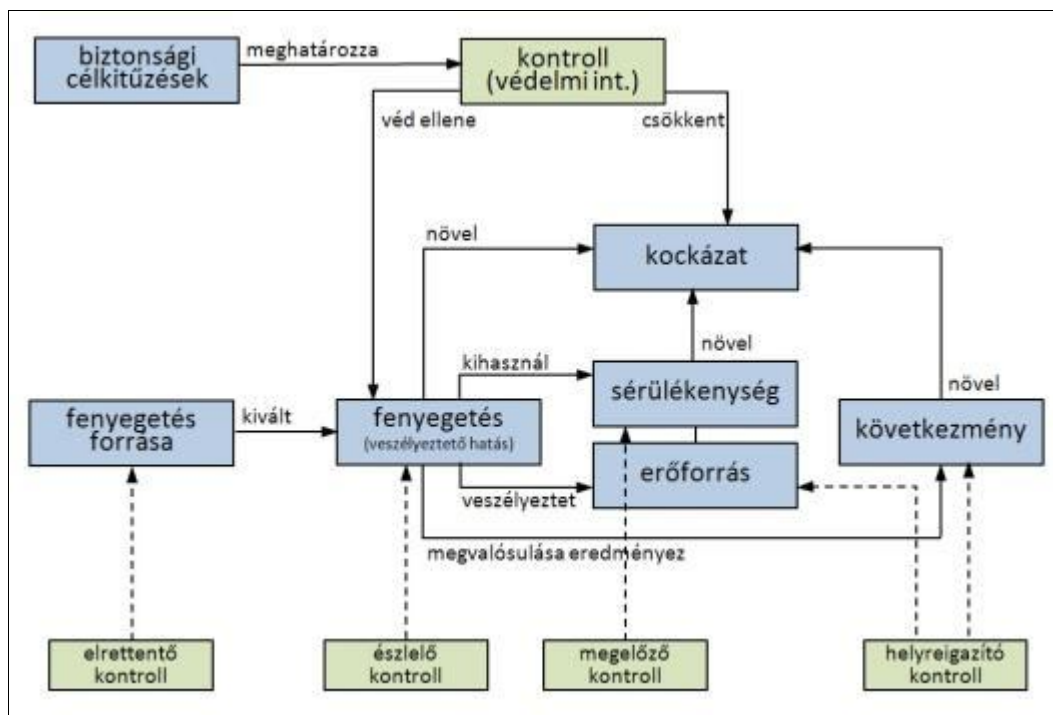 biztonsági
célkitűzések
meghatározza
kontroll
(védelmi int.)
véd ellene
csökkent
növel
kockázat
növel
kihasznál
sérülékenység
növel
fenyegetés
forrása
kivált
fenyegetés
(veszélyeztető hatás)
következmény
erőforrás
veszélyeztet
megvalósulása eredményez
elrettentő
kontroll
észlelő
kontroll
megelőző
kontroll
helyreigazító
kontroll